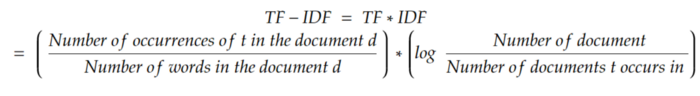 TF − IDF = TF ∗ IDF
= ( Number of occurrences of t in the document d / Number of words in the document d ) ∗ ( log Number of document / Number of documents t occurs in )